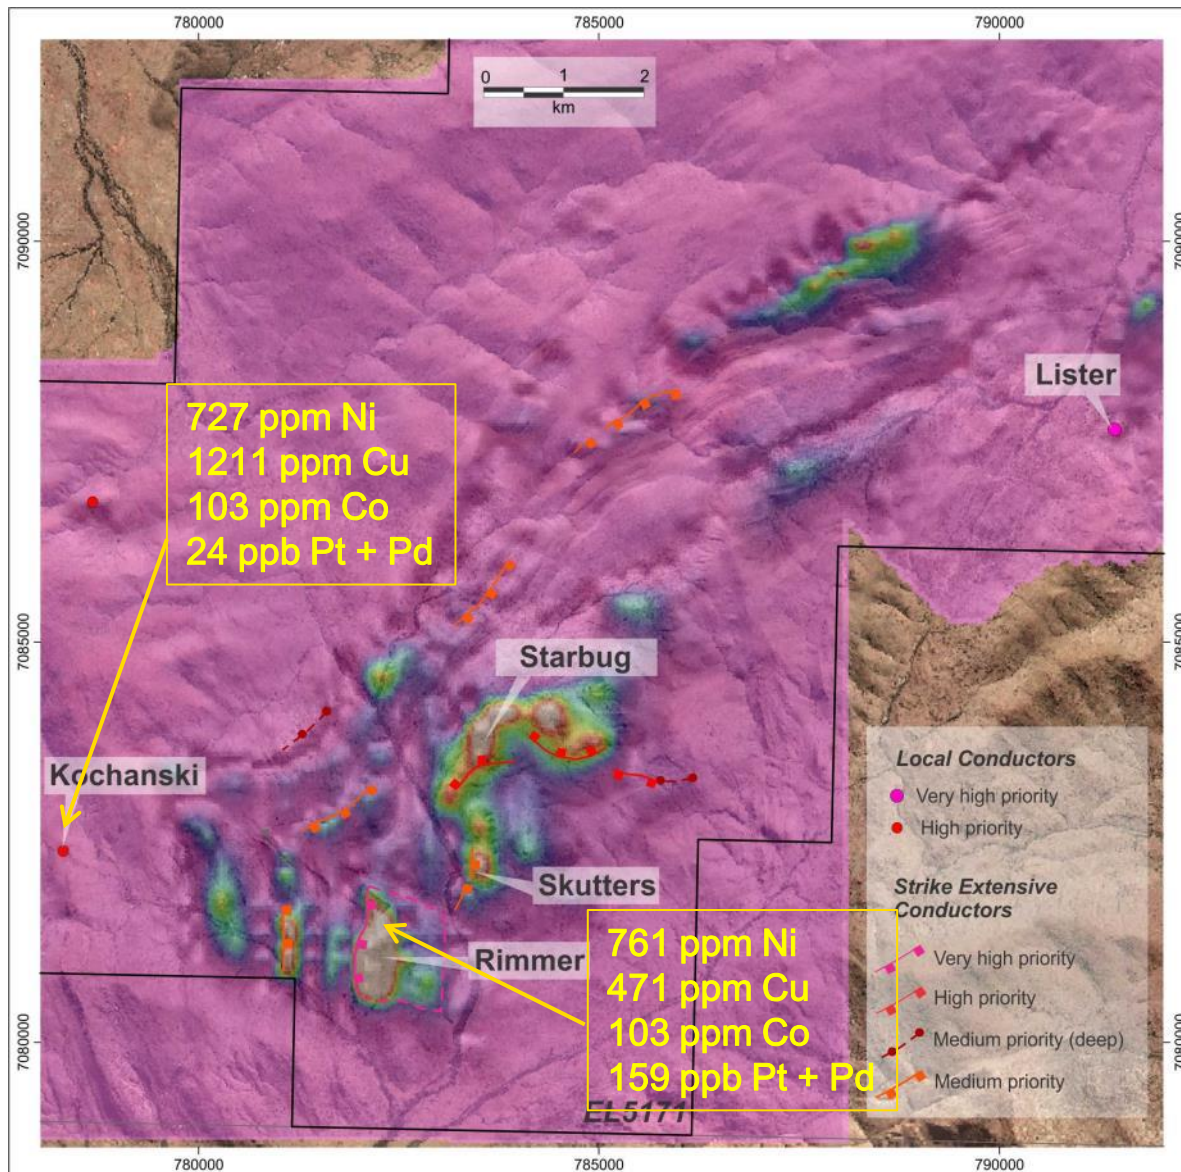 780000
785000
790000
0 1 2
km
7090000
7090000
Lister
727 ppm Ni
1211 ppm Cu
103 ppm Co
24 ppb Pt + Pd
7085000
7085000
Starbug
Kochanski
Skutters
Rimmer
761 ppm Ni
471 ppm Cu
103 ppm Co
159 ppb Pt + Pd
EL5171
Local Conductors
Very high priority
High priority
Strike Extensive
Conductors
Very high priority
High priority
Medium priority (deep)
Medium priority
7080000
7080000
780000
785000
790000